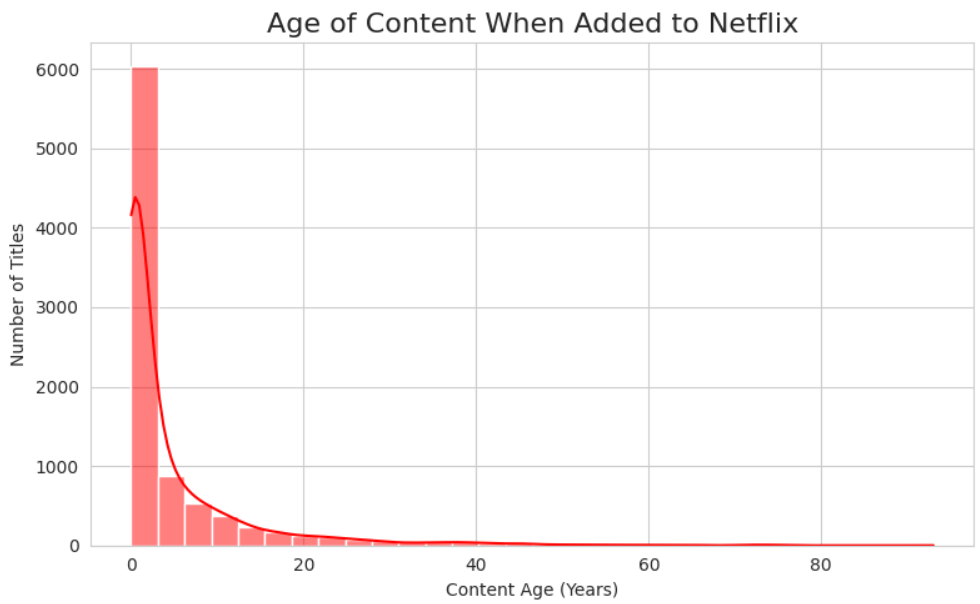 Age of Content When Added to Netflix
6000
5000
4000
3000
2000
1000
0
Number of Titles
0 20 40 60 80
Content Age (Years)